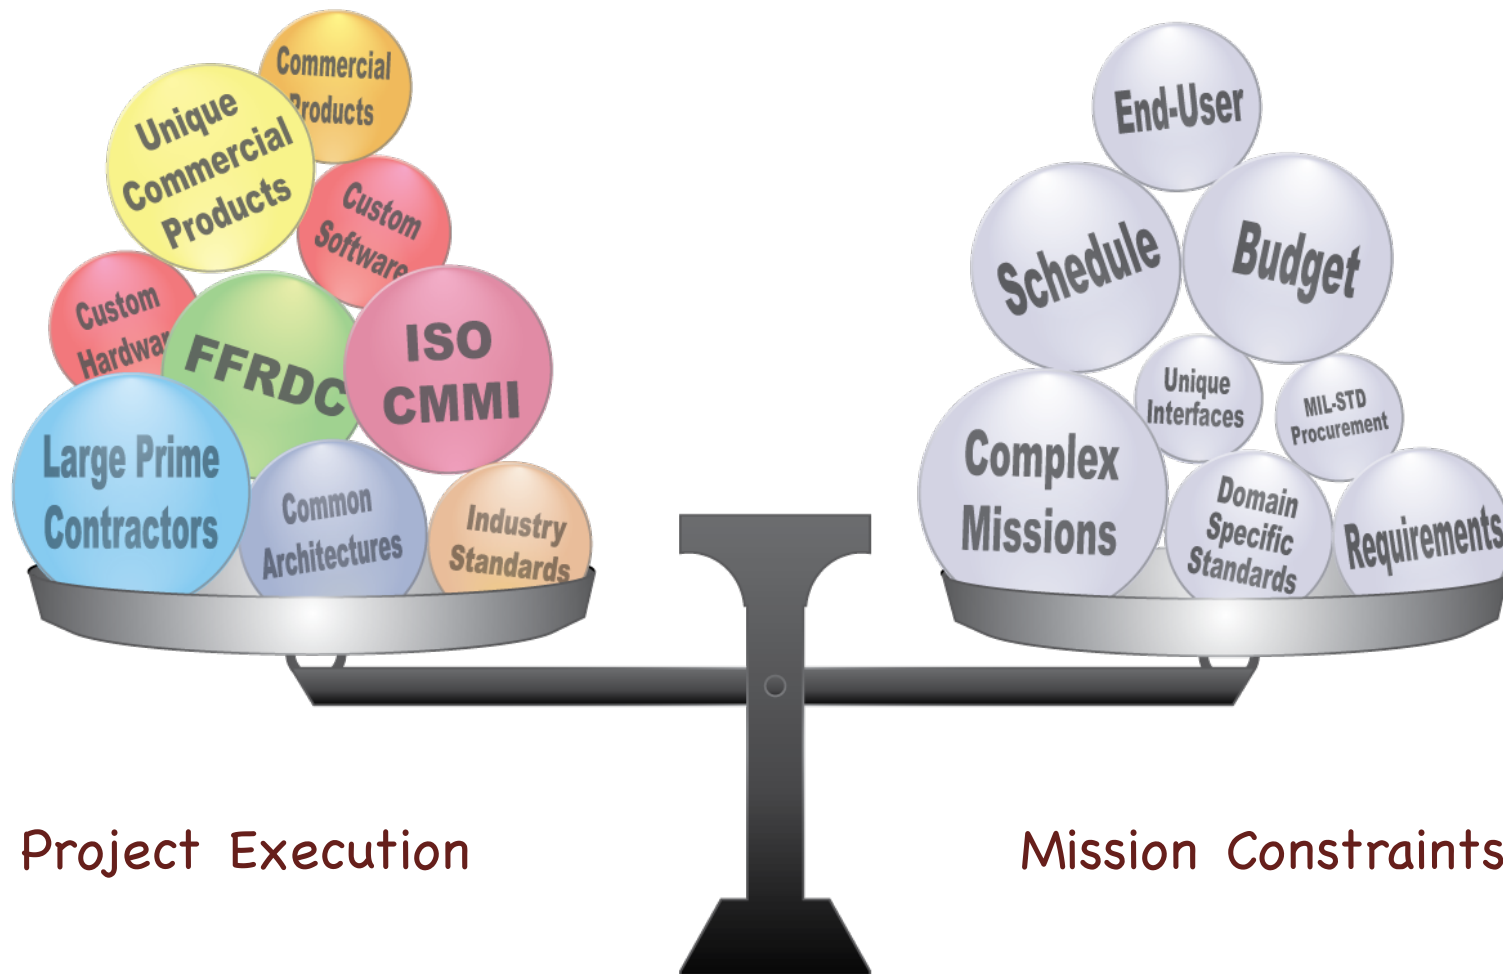 Commercial
Products
Unique
Commercial
Products
Custom
Software
Custom
Hardwar
FFRDC
ISO
CMMI
Large Prime
Contractors
Common
Architectures
Industry
Standards
End-User
Schedule
Budget
Unique
Interfaces
MIL-STD
Procurement
Complex
Missions
Domain
Specific
Standards
Requirements
Project Execution
Mission Constraints